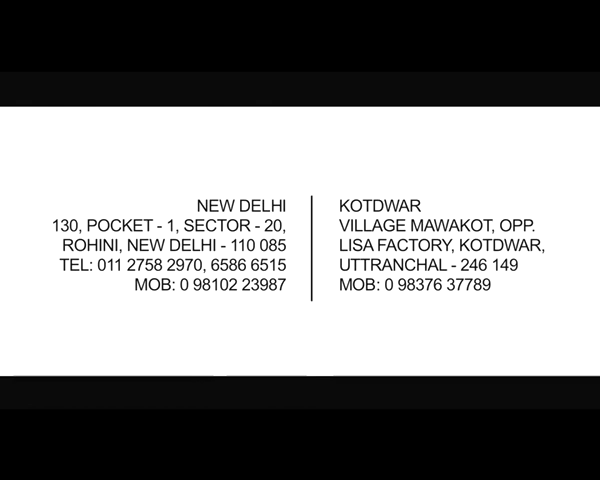 NEW DELHI
130, POCKET - 1, SECTOR - 20,
ROHINI, NEW DELHI - 110 085
TEL: 011 2758 2970, 6586 6515
MOB: 0 98102 23987
KOTDWAR
VILLAGE MAWAKOT, OPP.
LISA FACTORY, KOTDWAR,
UTTRANCHAL - 246 149
MOB: 0 98376 37789